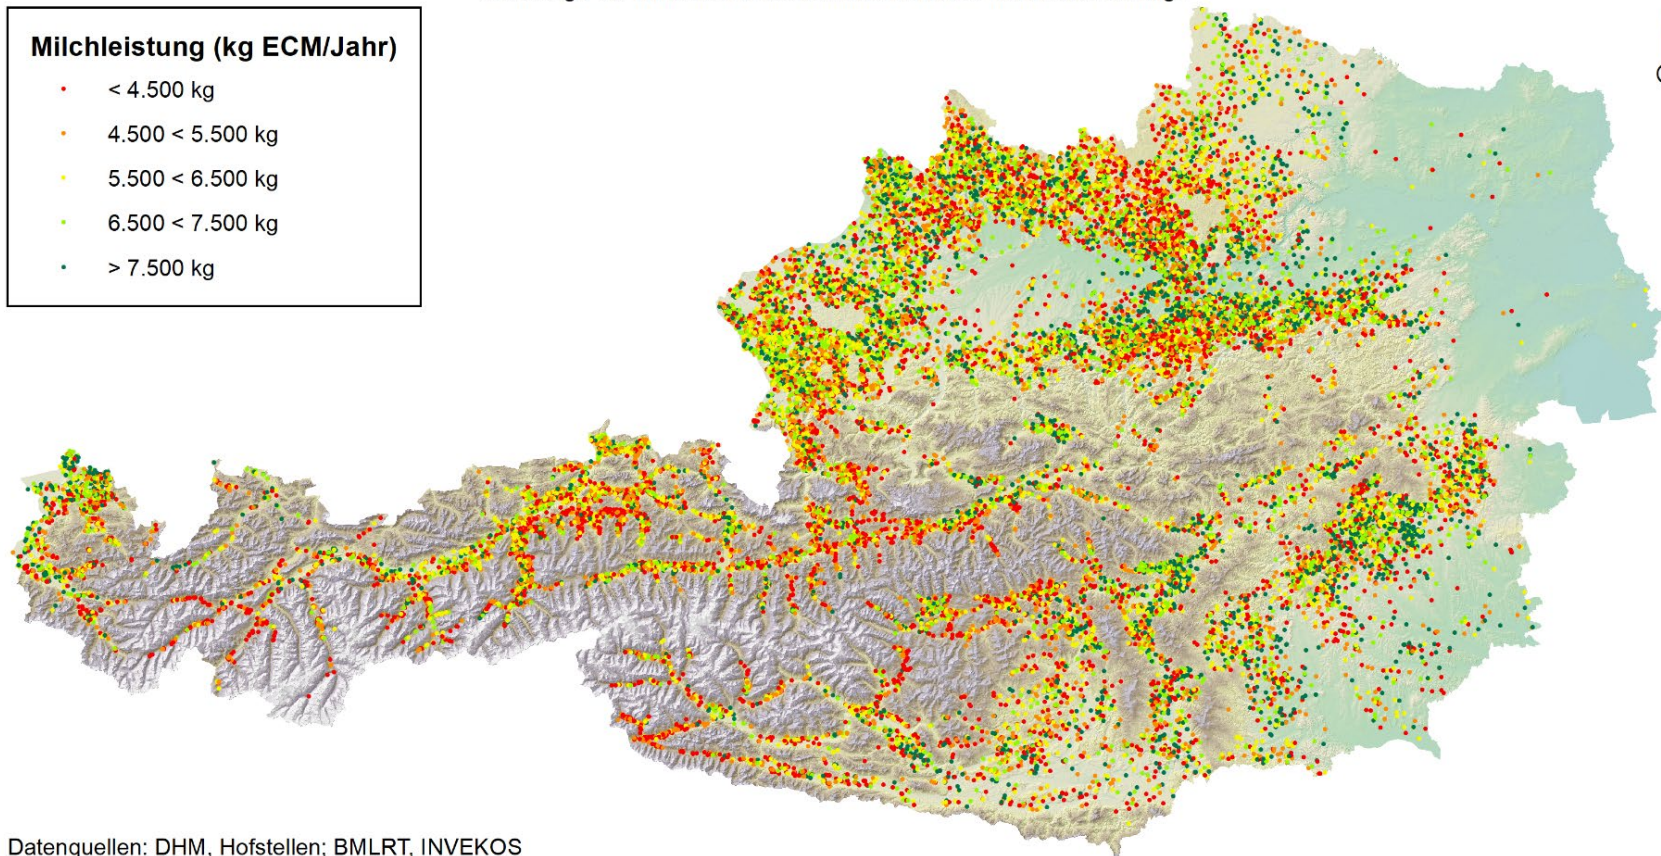 Milchleistung (kg ECM/Jahr)
< 4.500 kg
4.500 < 5.500 kg
5.500 < 6.500 kg
6.500 < 7.500 kg
> 7.500 kg
Datenquellen: DHM, Hofstellen; BMLRT, INVEKOS